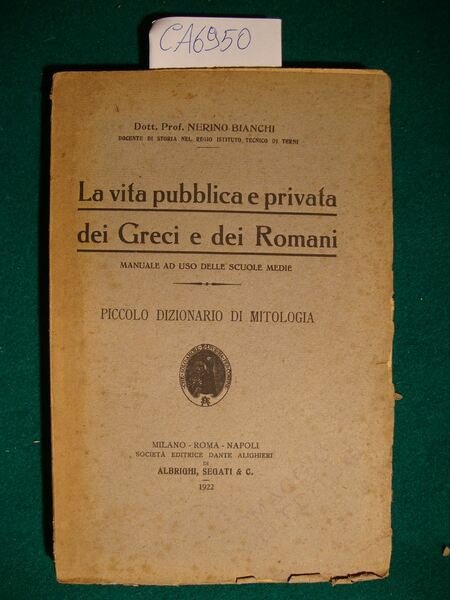 CA6950
Dott. Prof. NERINO BIANCHI
DOCENTE DI STORIA NEL REGIO ISTITUTO TECNICO DI TERNI
La vita pubblica e privata
dei Greci e dei Romani
MANUALE AD USO DELLE SCUOLE MEDIE
PICCOLO DIZIONARIO DI MITOLOGIA
MILANO - ROMA - NAPOLI
SOCIETÀ EDITRICE DANTE ALIGHIERI
DI
ALBRIGHI, SEGATI & C.
1922